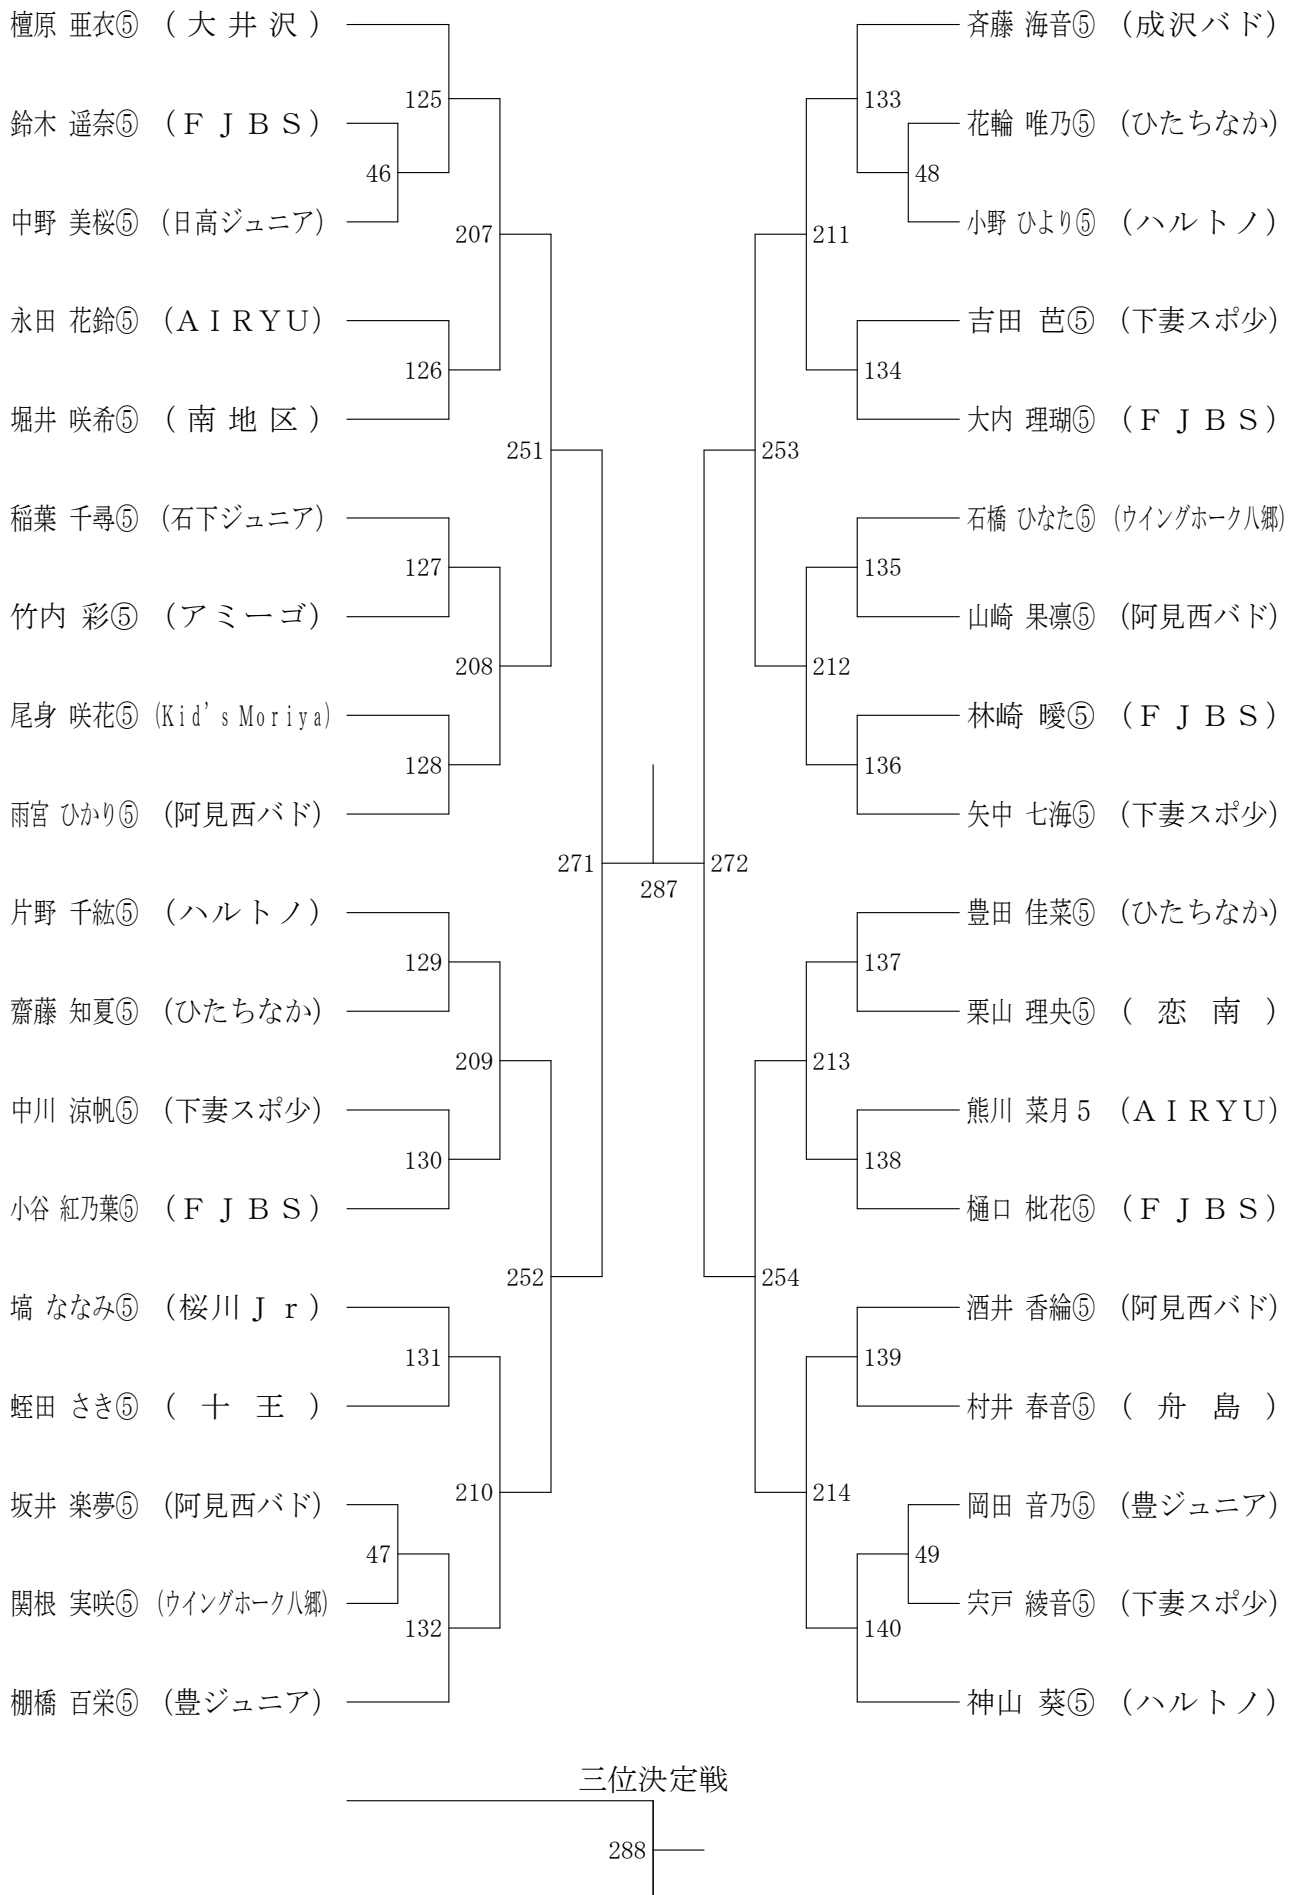 檀原 亜衣⑤ (大井沢)
125
鈴木 遥奈⑤ (ＦＪＢＳ)
46
中野 美桜⑤ (日高ジュニア)
207
永田 花鈴⑤ (ＡＩＲＹＵ)
126
堀井 咲希⑤ (南地区)
251
稲葉 千尋⑤ (石下ジュニア)
127
竹内 彩⑤ (アミーゴ)
208
尾身 咲花⑤ (Kid's Moriya)
128
雨宮 ひかり⑤ (阿見西バド)
271
片野 千紘⑤ (ハルトノ)
129
齋藤 知夏⑤ (ひたちなか)
209
中川 涼帆⑤ (下妻スポ少)
130
小谷 紅乃葉⑤ (ＦＪＢＳ)
252
塙 ななみ⑤ (桜川Ｊｒ)
131
蛭田 さき⑤ (十王)
210
坂井 楽夢⑤ (阿見西バド)
47
関根 実咲⑤ (ウイングホーク八郷)
132
棚橋 百栄⑤ (豊ジュニア)
287
斉藤 海音⑤ (成沢バド)
133
花輪 唯乃⑤ (ひたちなか)
48
小野 ひより⑤ (ハルトノ)
211
吉田 芭⑤ (下妻スポ少)
134
大内 理瑚⑤ (ＦＪＢＳ)
253
石橋 ひなた⑤ (ウイングホーク八郷)
135
山崎 果凛⑤ (阿見西バド)
212
林崎 曖⑤ (ＦＪＢＳ)
136
矢中 七海⑤ (下妻スポ少)
272
豊田 佳菜⑤ (ひたちなか)
137
栗山 理央⑤ (恋南)
213
熊川 菜月５ (ＡＩＲＹＵ)
138
樋口 枇花⑤ (ＦＪＢＳ)
254
酒井 香綸⑤ (阿見西バド)
139
村井 春音⑤ (舟島)
214
岡田 音乃⑤ (豊ジュニア)
49
宍戸 綾音⑤ (下妻スポ少)
140
神山 葵⑤ (ハルトノ)
三位決定戦
288